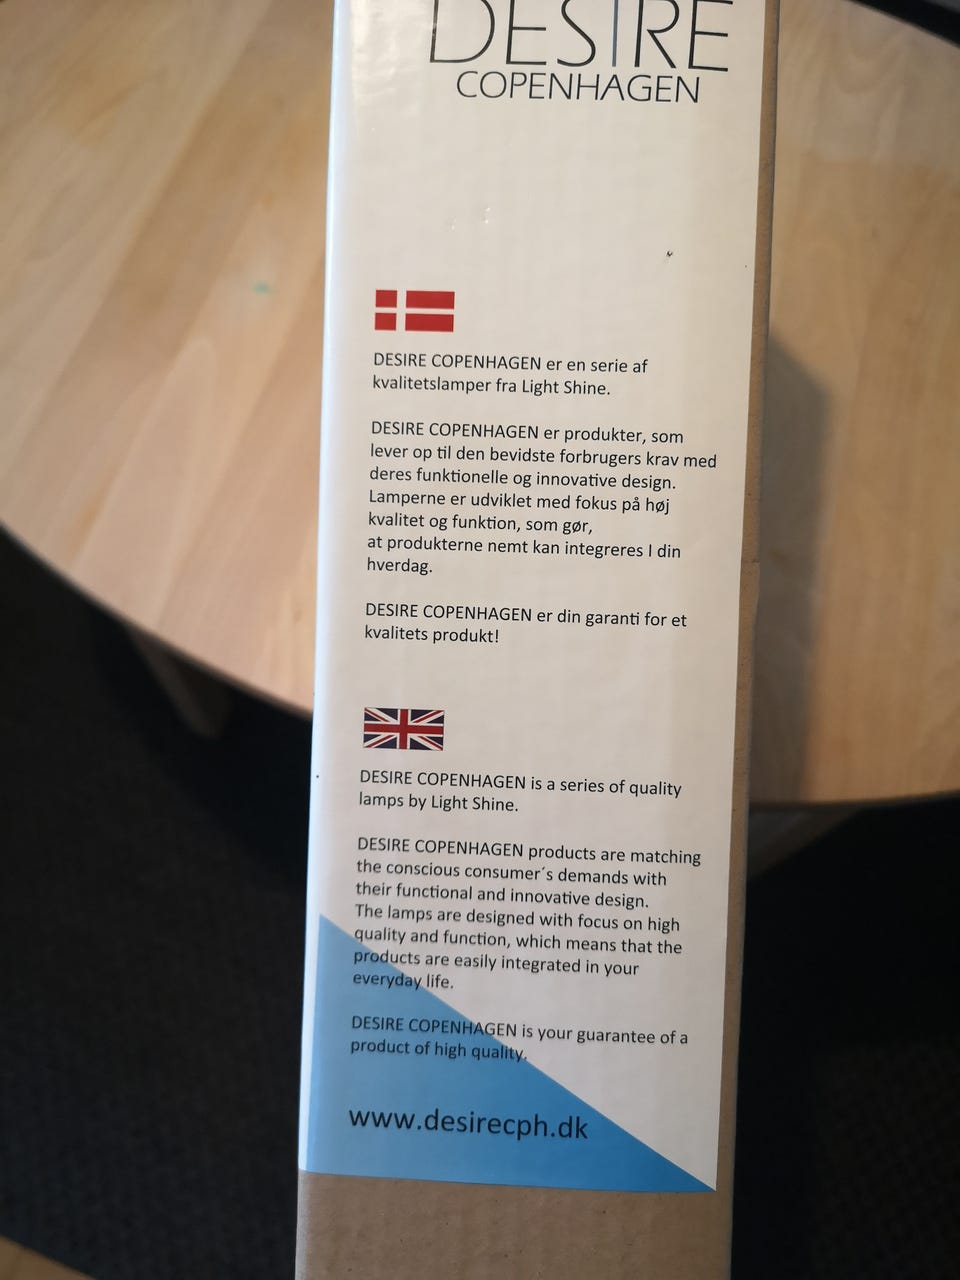 DESIRE
COPENHAGEN
DESIRE COPENHAGEN er en serie af
kvalitetslamper fra Light Shine.
DESIRE COPENHAGEN er produkter, som
lever op til den bevidste forbrugers krav med
deres funktionelle og innovative design.
Lamperne er udviklet med fokus på høj
kvalitet og funktion, som gør,
at produkterne nemt kan integreres I din
hverdag.
DESIRE COPENHAGEN er din garanti for et
kvalitets produkt!
DESIRE COPENHAGEN is a series of quality
lamps by Light Shine.
DESIRE COPENHAGEN products are matching
the conscious consumer´s demands with
their functional and innovative design.
The lamps are designed with focus on high
quality and function, which means that the
products are easily integrated in your
everyday life.
DESIRE COPENHAGEN is your guarantee of a
product of high quality.
www.desirecph.dk